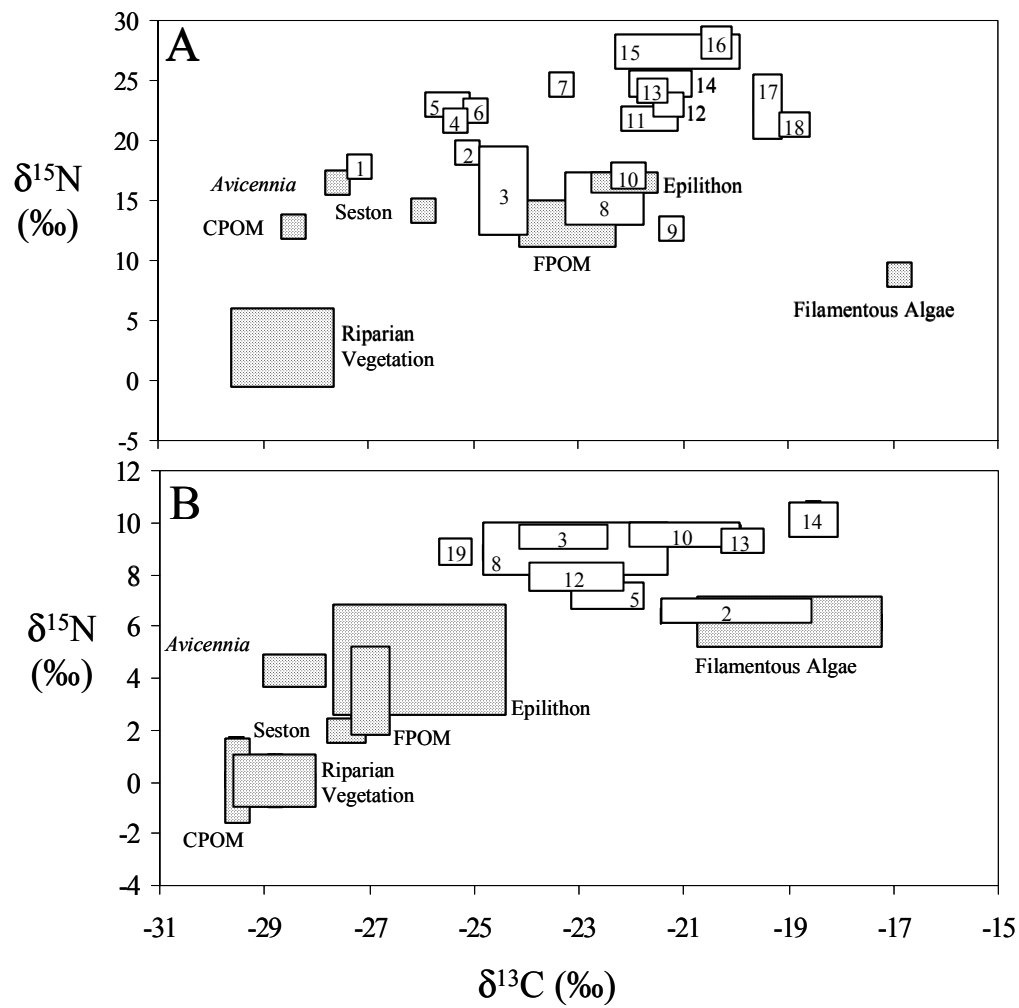 A
30
25
20
15
10
5
0
-5
δ15N
(‰)
15
16
14
13
12
11
17
18
7
5
6
4
2
1
3
10
8
9
Avicennia
Seston
CPOM
Epilithon
FPOM
Filamentous Algae
Riparian
Vegetation
B
12
10
8
6
4
2
0
-2
-4
δ15N
(‰)
14
19
3
10
13
8
12
5
2
Avicennia
Filamentous Algae
Epilithon
Seston
FPOM
Riparian
Vegetation
CPOM
-31 -29 -27 -25 -23 -21 -19 -17 -15
δ13C (‰)